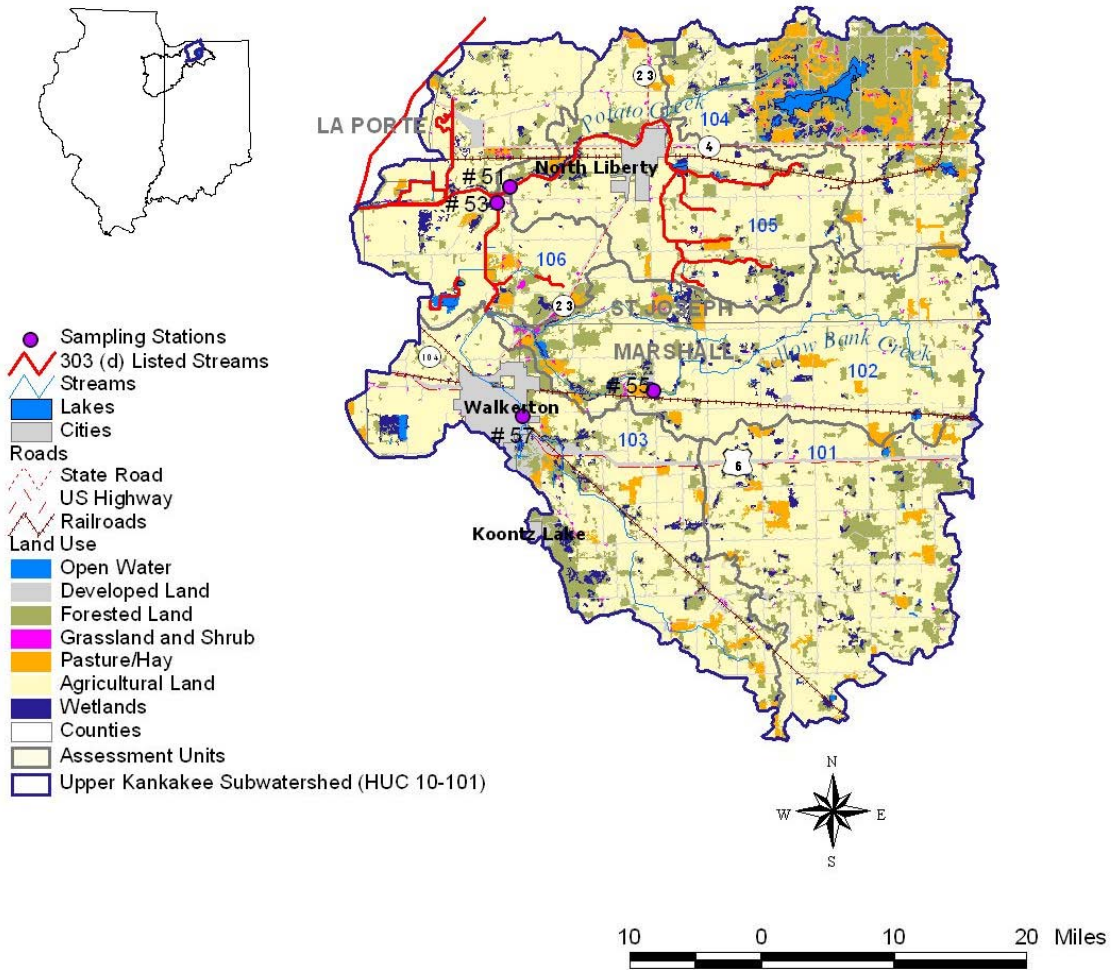 23
LA PORTE
Potato Creek
104
4
North Liberty
# 51
# 53
105
106
23
ST JOSEPH
MARSHALL
Yellow Bank Creek
102
104
# 55
Walkerton
# 57
103
101
6
Koontz Lake
Sampling Stations
303 (d) Listed Streams
Streams
Lakes
Cities
Roads
State Road
US Highway
Railroads
Land Use
Open Water
Developed Land
Forested Land
Grassland and Shrub
Pasture/Hay
Agricultural Land
Wetlands
Counties
Assessment Units
Upper Kankakee Subwatershed (HUC 10-101)
N
W E
S
10 0 10 20 Miles